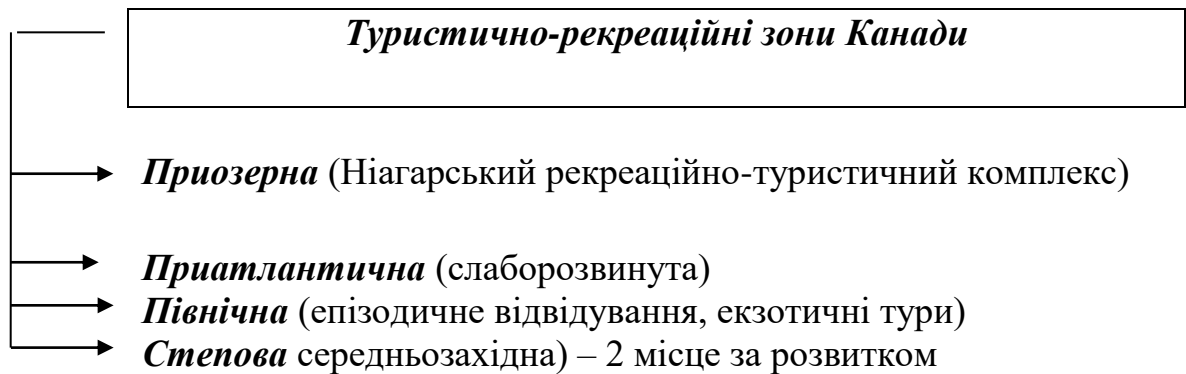 Туристично-рекреаційні зони Канади
Приозерна (Ніагарський рекреаційно-туристичний комплекс)
Приатлантична (слаборозвинута)
Північна (епізодичне відвідування, екзотичні тури)
Степова середньозахідна) – 2 місце за розвитком